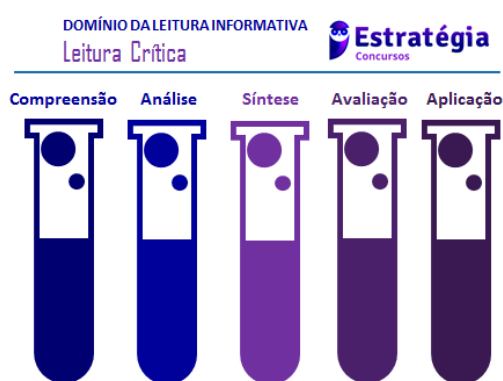 DOMÍNIO DA LEITURA INFORMATIVA
Leitura Crítica
Estratégia
Concursos
Compreensão Análise Síntese Avaliação Aplicação